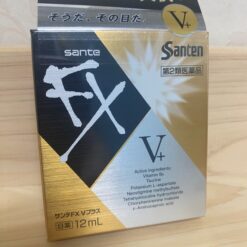 そうだ。その目だ。
V+
sante
FX
Santen
第2類医薬品
V+
Active ingredients:
Vitamin B6
Taurine
Potassium L-aspartate
Neostigmine methylsulfate
Tetrahydrozoline hydrochloride
Chlorpheniramine maleate
ε-Aminocaproic acid
サンテFX Vプラス
目薬 12mL